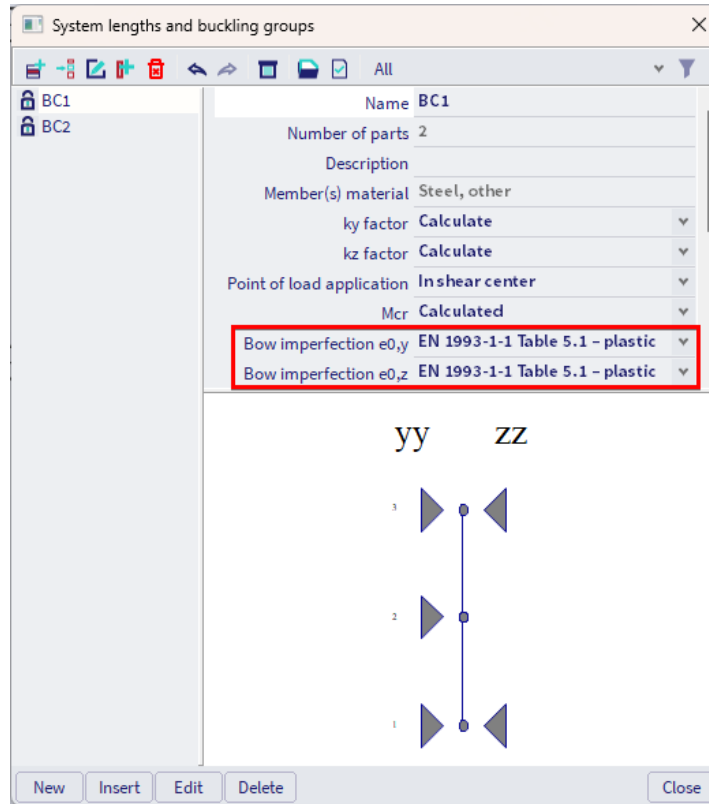 System lengths and buckling groups
All
BC1
BC2
Name BC1
Number of parts 2
Description
Member(s) material Steel, other
ky factor Calculate
kz factor Calculate
Point of load application In shear center
Mcr Calculated
Bow imperfection e0,y EN 1993-1-1 Table 5.1 – plastic
Bow imperfection e0,z EN 1993-1-1 Table 5.1 – plastic
yy zz
3
2
1
New Insert Edit Delete Close